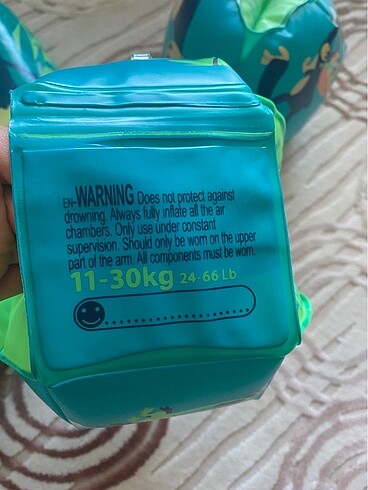 EN-WARNING Does not protect against
drowning. Always fully inflate all the air
chambers. Only use under constant
supervision. Should only be worn on the upper
part of the arm. All components must be worn.
11-30kg 24-66 Lb